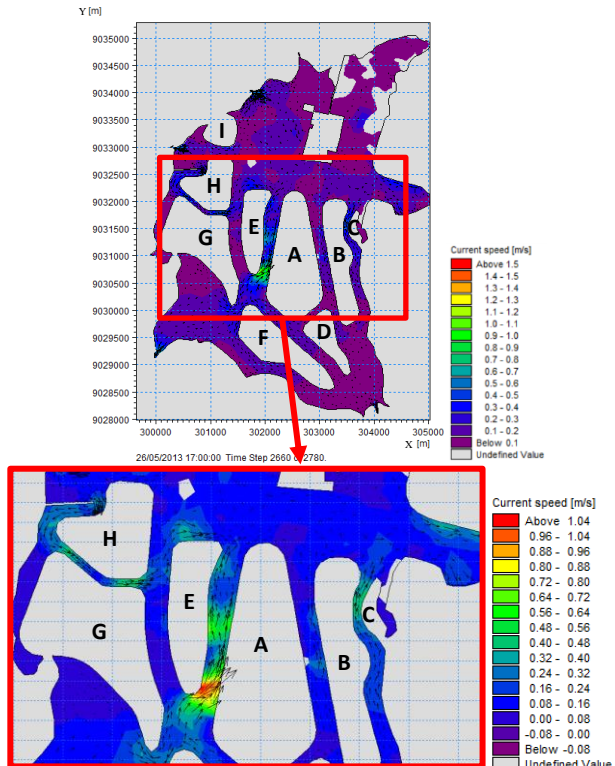 Y [m]
9035000
9034500
9034000
9033500
9033000
9032500
9032000
9031500
9031000
9030500
9030000
9029500
9029000
9028500
9028000
I
H
G
E
A
B
C
F
D
300000 301000 302000 303000 304000 305000
X [m]
26/05/2013 17:00:00 Time Step 2660 2780.
Current speed [m/s]
Above 1.5
1.4 - 1.5
1.3 - 1.4
1.2 - 1.3
1.1 - 1.2
1.0 - 1.1
0.9 - 1.0
0.8 - 0.9
0.7 - 0.8
0.6 - 0.7
0.5 - 0.6
0.4 - 0.5
0.3 - 0.4
0.2 - 0.3
0.1 - 0.2
Below 0.1
Undefined Value
H
G
E
A
B
C
Current speed [m/s]
Above 1.04
0.96 - 1.04
0.88 - 0.96
0.80 - 0.88
0.72 - 0.80
0.64 - 0.72
0.56 - 0.64
0.48 - 0.56
0.40 - 0.48
0.32 - 0.40
0.24 - 0.32
0.16 - 0.24
0.08 - 0.16
0.00 - 0.08
-0.08 - 0.00
Below -0.08
Undefined Value